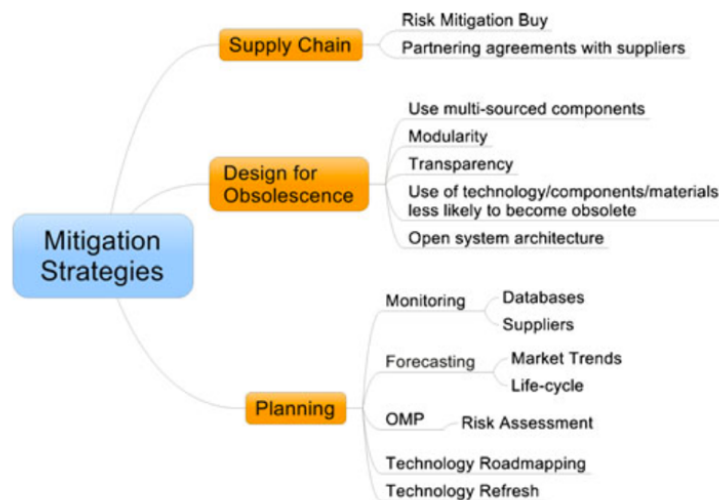 Mitigation
Strategies
Supply Chain
Risk Mitigation Buy
Partnering agreements with suppliers
Design for
Obsolescence
Use multi-sourced components
Modularity
Transparency
Use of technology/components/materials
less likely to become obsolete
Open system architecture
Planning
Monitoring
Databases
Suppliers
Forecasting
Market Trends
Life-cycle
OMP
Risk Assessment
Technology Roadmapping
Technology Refresh